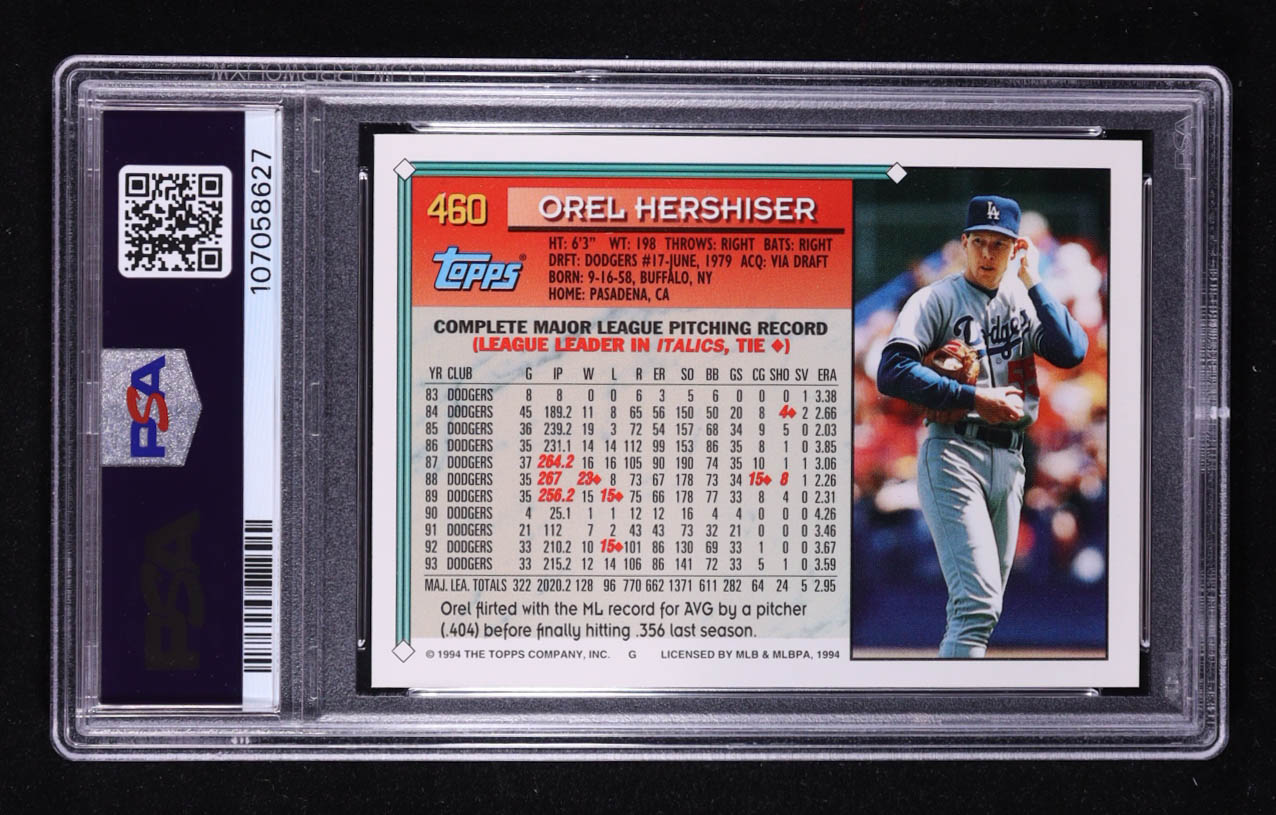 107058627
PSA
PSA
460
OREL HERSHISER
topps®
HT: 6'3" WT: 198 THROWS: RIGHT BATS: RIGHT
DRFT: DODGERS #17-JUNE, 1979 ACQ: VIA DRAFT
BORN: 9-16-58, BUFFALO, NY
HOME: PASADENA, CA
COMPLETE MAJOR LEAGUE PITCHING RECORD
(LEAGUE LEADER IN ITALICS, TIE ♦)
YR CLUB G IP W L R ER SO BB GS CG SHO SV ERA
83 DODGERS 8 8 0 0 6 3 5 6 0 0 0 1 3.38
84 DODGERS 45 189.2 11 8 65 56 150 50 20 8 4♦ 2 2.66
85 DODGERS 36 239.2 19 3 72 54 157 68 34 9 5 0 2.03
86 DODGERS 35 231.1 14 14 112 99 153 86 35 8 1 0 3.85
87 DODGERS 37 264.2 16 16 105 90 190 74 35 10 1 1 3.06
88 DODGERS 35 267 23♦ 8 73 67 178 73 34 15♦ 8 1 2.26
89 DODGERS 35 256.2 15 15♦ 75 66 178 77 33 8 4 0 2.31
90 DODGERS 4 25.1 1 1 12 12 16 4 4 0 0 0 4.26
91 DODGERS 21 112 7 2 43 43 73 32 21 0 0 0 3.46
92 DODGERS 33 210.2 10 15♦ 101 86 130 69 33 1 0 0 3.67
93 DODGERS 33 215.2 12 14 106 86 141 72 33 5 1 0 3.59
MAJ. LEA. TOTALS 322 2020.2 128 96 770 662 1371 611 282 64 24 5 2.95
Orel flirted with the ML record for AVG by a pitcher
(.404) before finally hitting .356 last season.
© 1994 THE TOPPS COMPANY, INC. G LICENSED BY MLB & MLBPA, 1994
LA
Dodgers
55